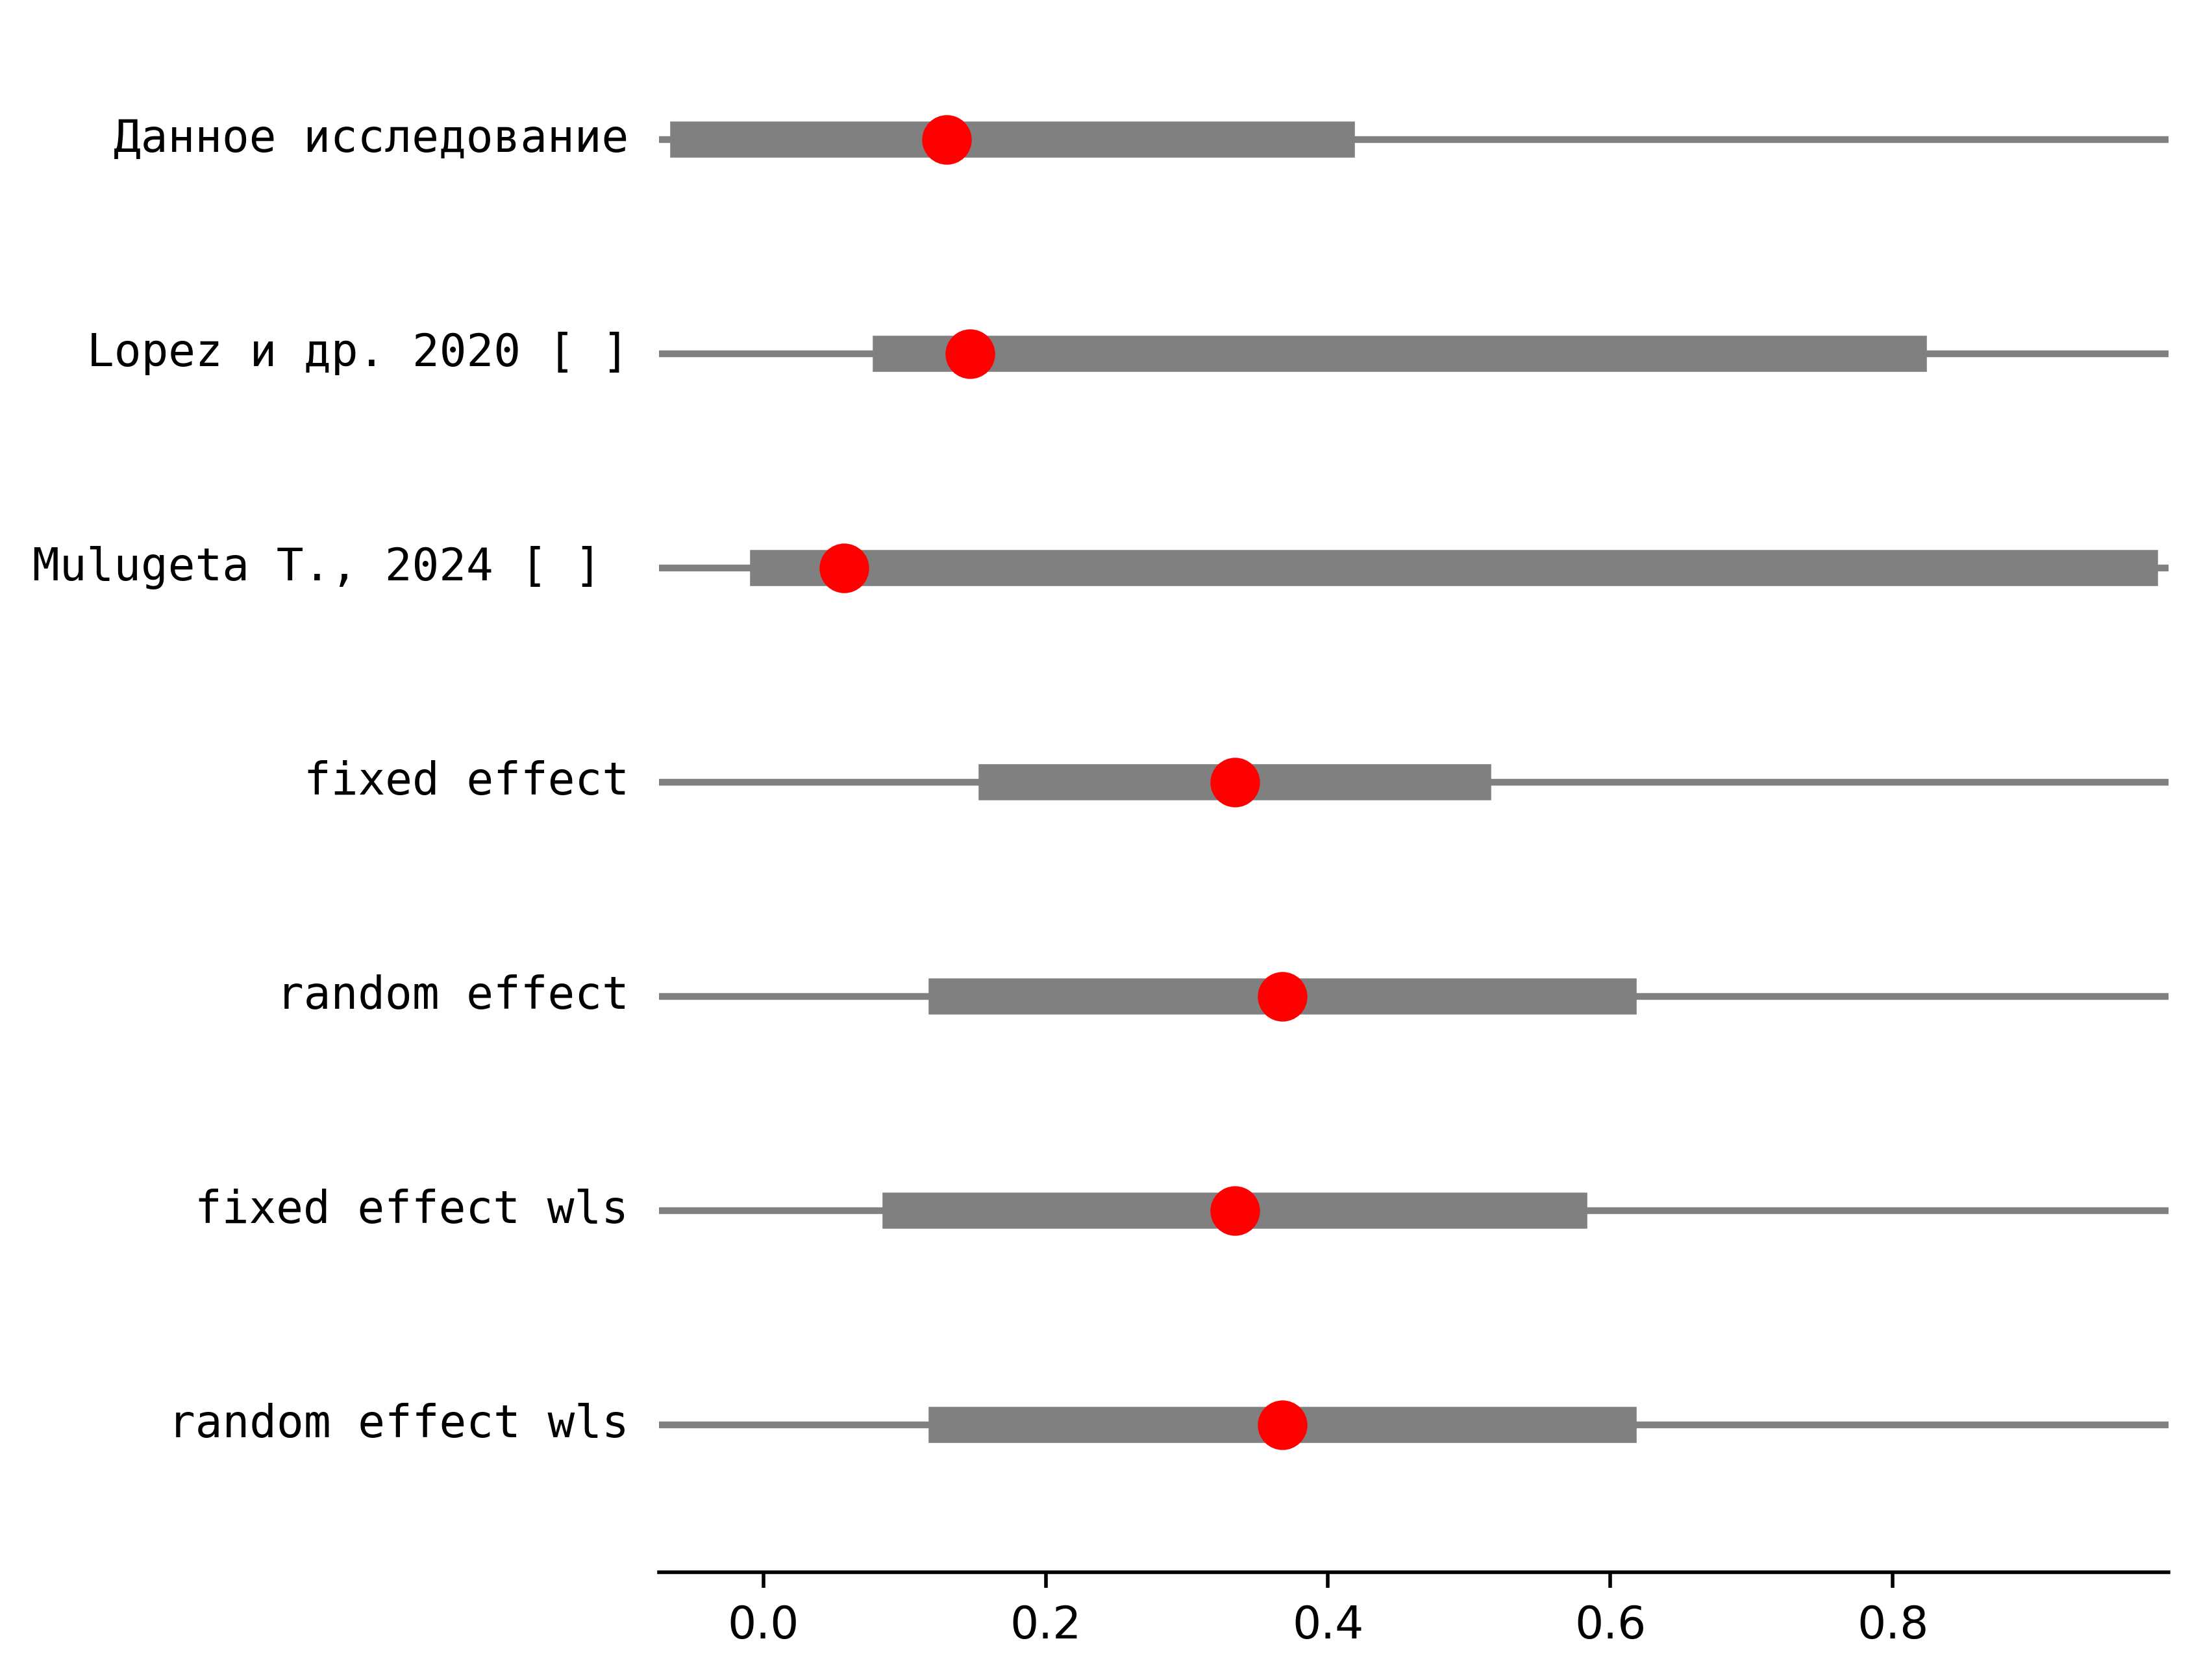 Данное исследование
Lopez и др. 2020 [ ]
Mulugeta T., 2024 [ ]
fixed effect
random effect
fixed effect wls
random effect wls
0.0 0.2 0.4 0.6 0.8